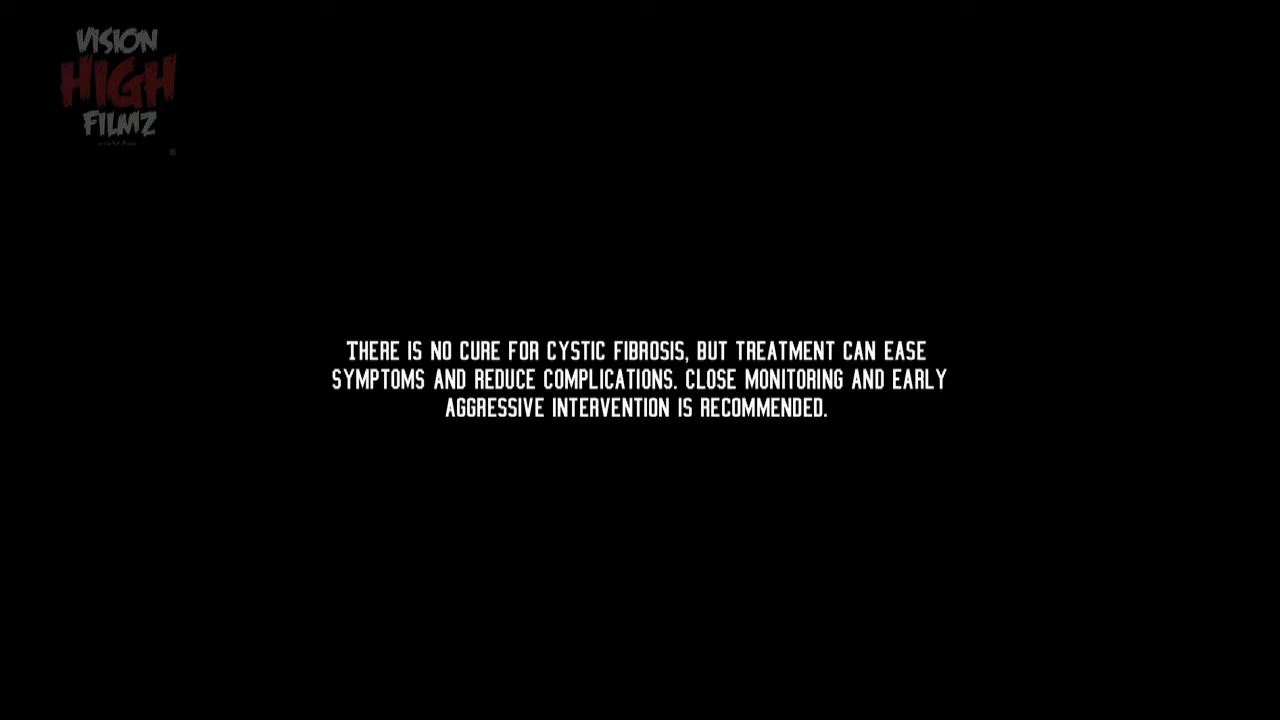 VISION
HIGH
FILMZ
THERE IS NO CURE FOR CYSTIC FIBROSIS, BUT TREATMENT CAN EASE
SYMPTOMS AND REDUCE COMPLICATIONS. CLOSE MONITORING AND EARLY
AGGRESSIVE INTERVENTION IS RECOMMENDED.